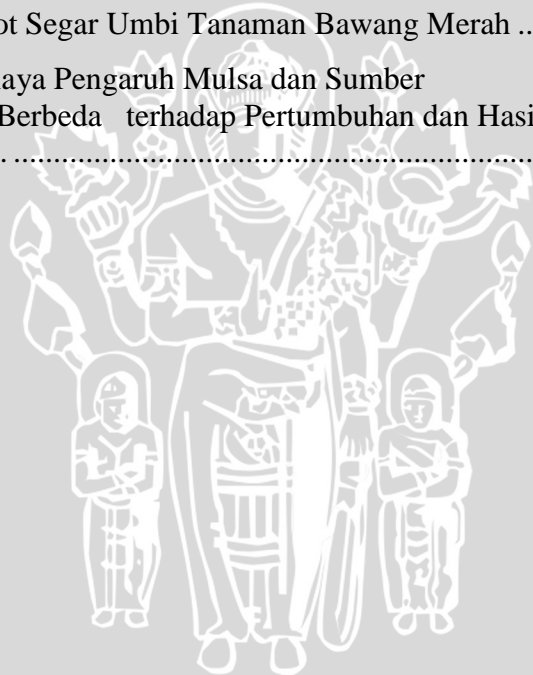 ot Segar Umbi Tanaman Bawang Merah ..
aya Pengaruh Mulsa dan Sumber
Berbeda terhadap Pertumbuhan dan Hasi
. ................................................................